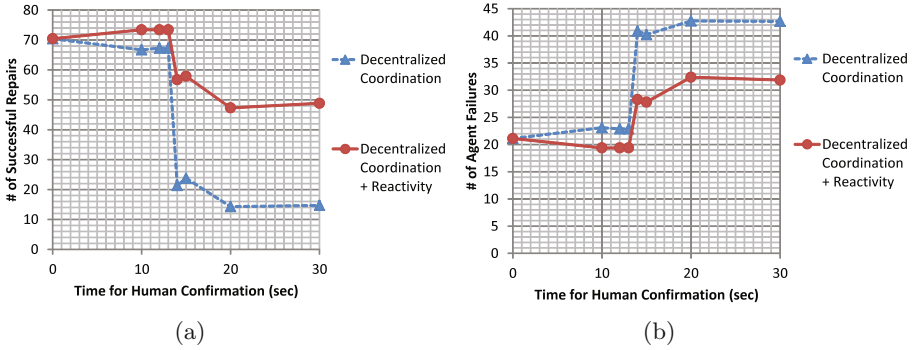 80
70
60
50
40
30
20
10
0
# of Successful Repairs
0 10 20 30
Time for Human Confirmation (sec)
Decentralized
Coordination
Decentralized
Coordination
+ Reactivity
(a)
45
40
35
30
25
20
15
10
5
0
# of Agent Failures
0 10 20 30
Time for Human Confirmation (sec)
Decentralized
Coordination
Decentralized
Coordination
+ Reactivity
(b)